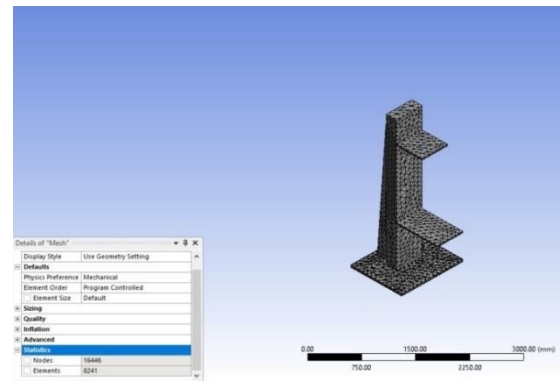 Details of "Mesh"
Display Style Use Geometry Setting
Defaults
Physics Preference Mechanical
Element Order Program Controlled
Element Size Default
Sizing
Quality
Inflation
Advanced
Statistics
Nodes 16446
Elements 8241
0.00 1500.00 3000.00 (mm)
750.00 2250.00